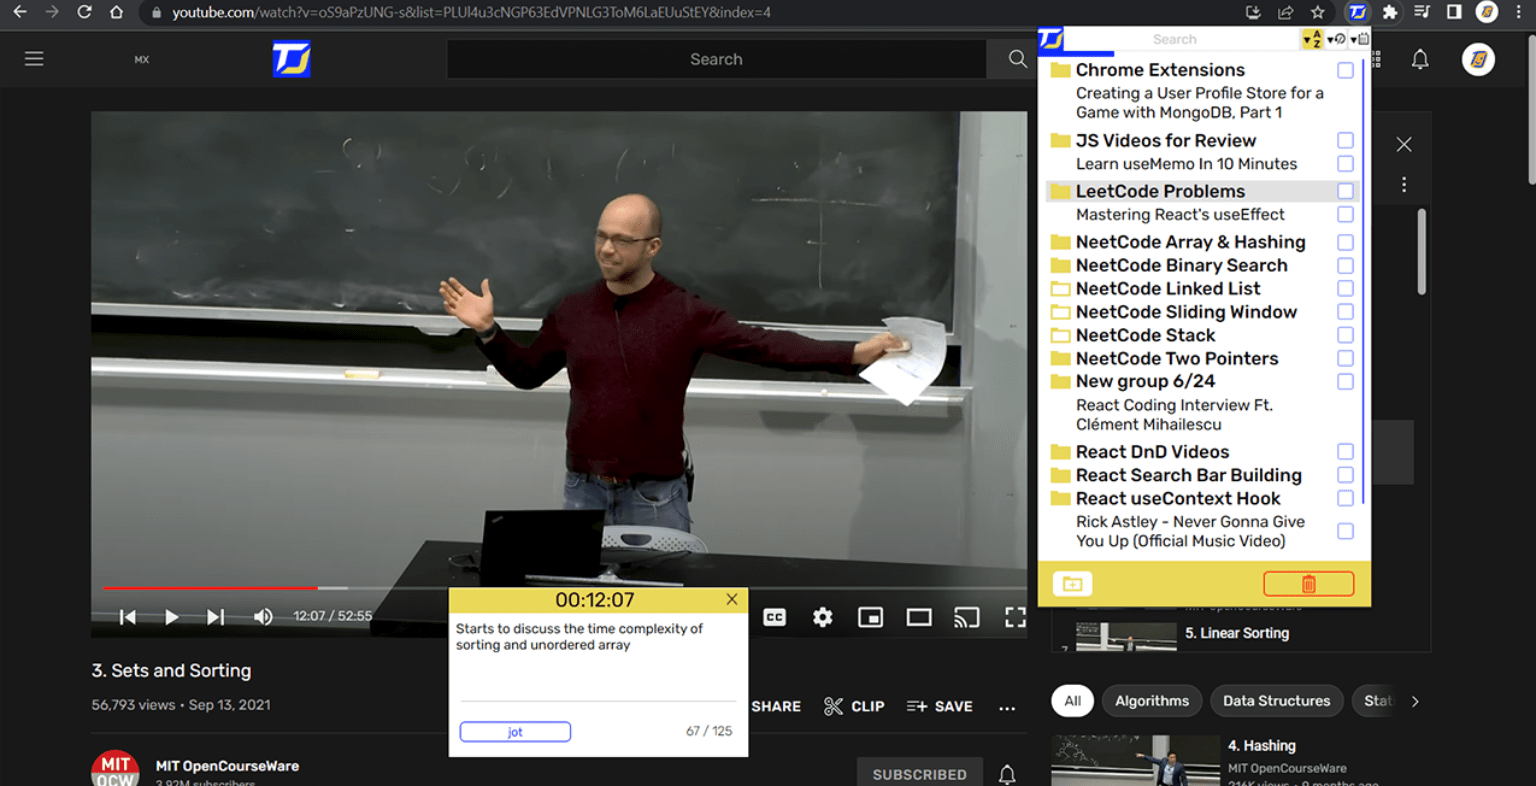 youtube.com/watch?v=oS9aPzUNG-s&list=PLUl4u3cNGP63EdVPNLG3ToM6LaEUuStEY&index=4
MX
TJ
Search
TJ
Search
A
Z
Chrome Extensions
Creating a User Profile Store for a
Game with MongoDB, Part 1
JS Videos for Review
Learn useMemo In 10 Minutes
LeetCode Problems
Mastering React's useEffect
NeetCode Array & Hashing
NeetCode Binary Search
NeetCode Linked List
NeetCode Sliding Window
NeetCode Stack
NeetCode Two Pointers
New group 6/24
React Coding Interview Ft.
Clément Mihailescu
React DnD Videos
React Search Bar Building
React useContext Hook
Rick Astley - Never Gonna Give
You Up (Official Music Video)
12:07 / 52:55
CC
00:12:07
Starts to discuss the time complexity of
sorting and unordered array
jot
67 / 125
3. Sets and Sorting
56,793 views • Sep 13, 2021
SHARE
CLIP
SAVE
...
MIT
OCW
MIT OpenCourseWare
3.92M subscribers
SUBSCRIBED
MIT OpenCourseWare
5. Linear Sorting
All
Algorithms
Data Structures
4. Hashing
MIT OpenCourseWare
216K views • 9 months ago